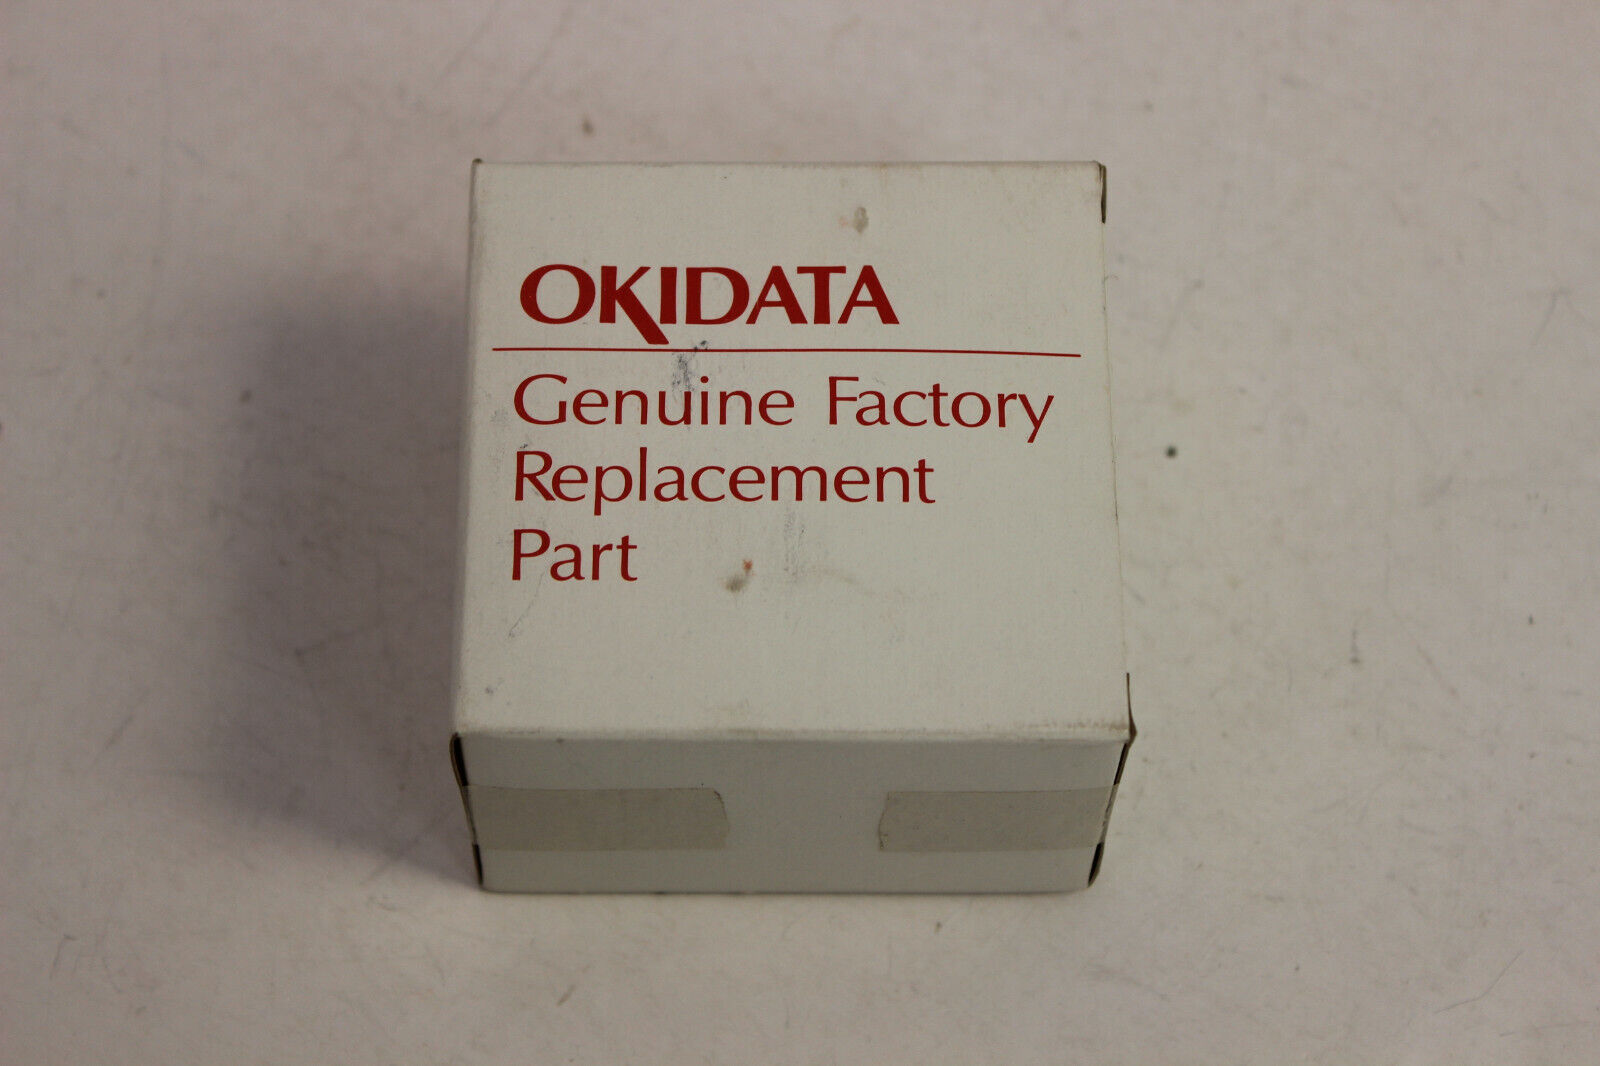 OKIDATA
Genuine Factory
Replacement
Part